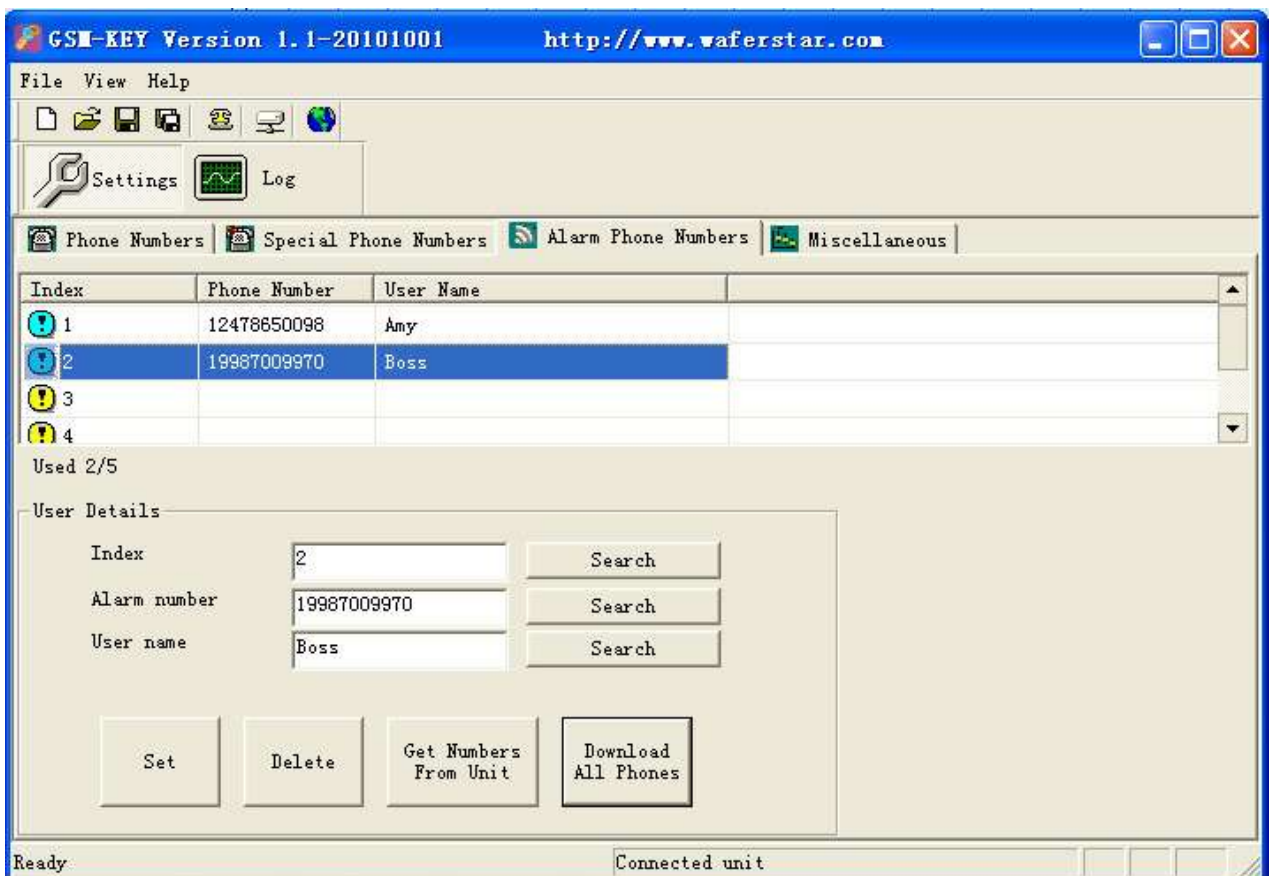 GSM-KEY Version 1.1-20101001 http://www.waferstar.com
File View Help
Settings Log
Phone Numbers Special Phone Numbers Alarm Phone Numbers Miscellaneous
Index Phone Number User Name
1 12478650098 Amy
2 19987009970 Boss
3
4
Used 2/5
User Details
Index 2 Search
Alarm number 19987009970 Search
User name Boss Search
Set Delete Get Numbers From Unit Download All Phones
Ready Connected unit